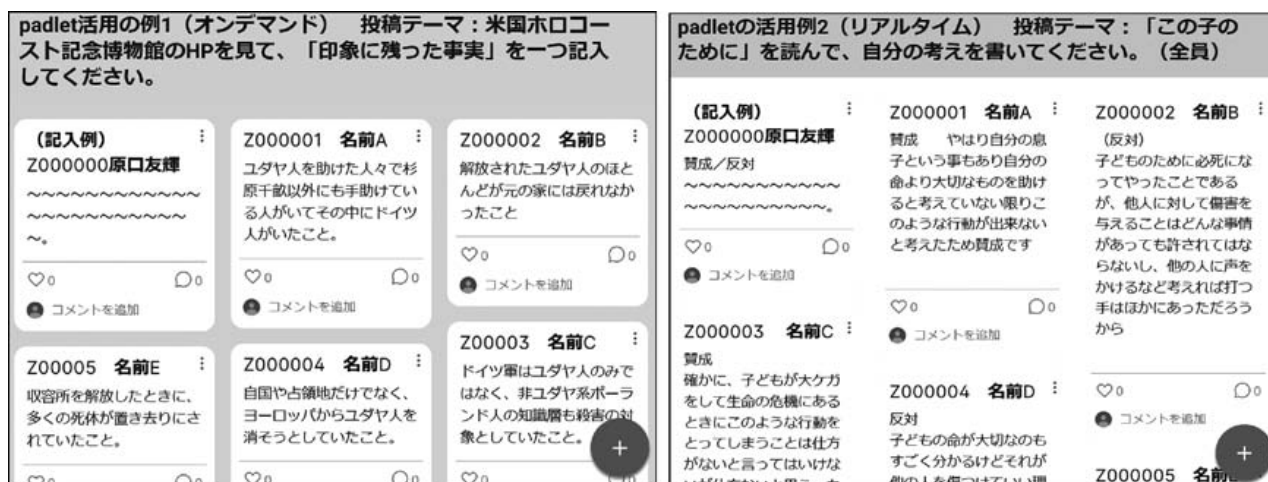 padlet活用の例1（オンデマンド）　投稿テーマ：米国ホロコー
スト記念博物館のHPを見て、「印象に残った事実」を一つ記入
してください。
（記入例）
Z000000原口友輝
～～～～～～～～～～～～
～～～～～～～～～～～
～。
♡0 0
コメントを追加
Z000001　名前A
ユダヤ人を助けた人々で杉
原千畝以外にも手助けてい
る人がいてその中にドイツ
人がいたこと。
♡0 0
コメントを追加
Z000002　名前B
解放されたユダヤ人のほと
んどが元の家には戻れなか
ったこと
♡0 0
コメントを追加
Z00005　名前E
収容所を解放したときに、
多くの死体が置き去りにさ
れていたこと。
Z000004　名前D
自国や占領地だけでなく、
ヨーロッパからユダヤ人を
消そうとしていたこと。
Z00003　名前C
ドイツ軍はユダヤ人のみで
はなく、非ユダヤ系ポーラ
ンド人の知識層も殺害の対
象としていたこと。
+
padletの活用例2（リアルタイム）　投稿テーマ：「この子の
ために」を読んで、自分の考えを書いてください。（全員）
（記入例）
Z000000原口友輝
賛成／反対
～～～～～～～～～～～
～～～～～～～～～～。
♡0 0
コメントを追加
Z000001　名前A
賛成　　やはり自分の息
子という事もあり自分の
命より大切なものを助け
ると考えていない限りこ
のような行動が出来ない
と考えたため賛成です
♡0 0
コメントを追加
Z000002　名前B
（反対）
子どものために必死にな
ってやったことである
が、他人に対して傷害を
与えることはどんな事情
があっても許されてはな
らないし、他の人に声を
かけるなど考えれば打つ
手はほかにあっただろう
から
♡0 0
コメントを追加
Z000003　名前C
賛成
確かに、子どもが大ケガ
をして生命の危機にある
ときにこのような行動を
とってしまうことは仕方
がないと言ってはいけな
Z000004　名前D
反対
子どもの命が大切なのも
すごく分かるけどそれが
Z000005　名前
+